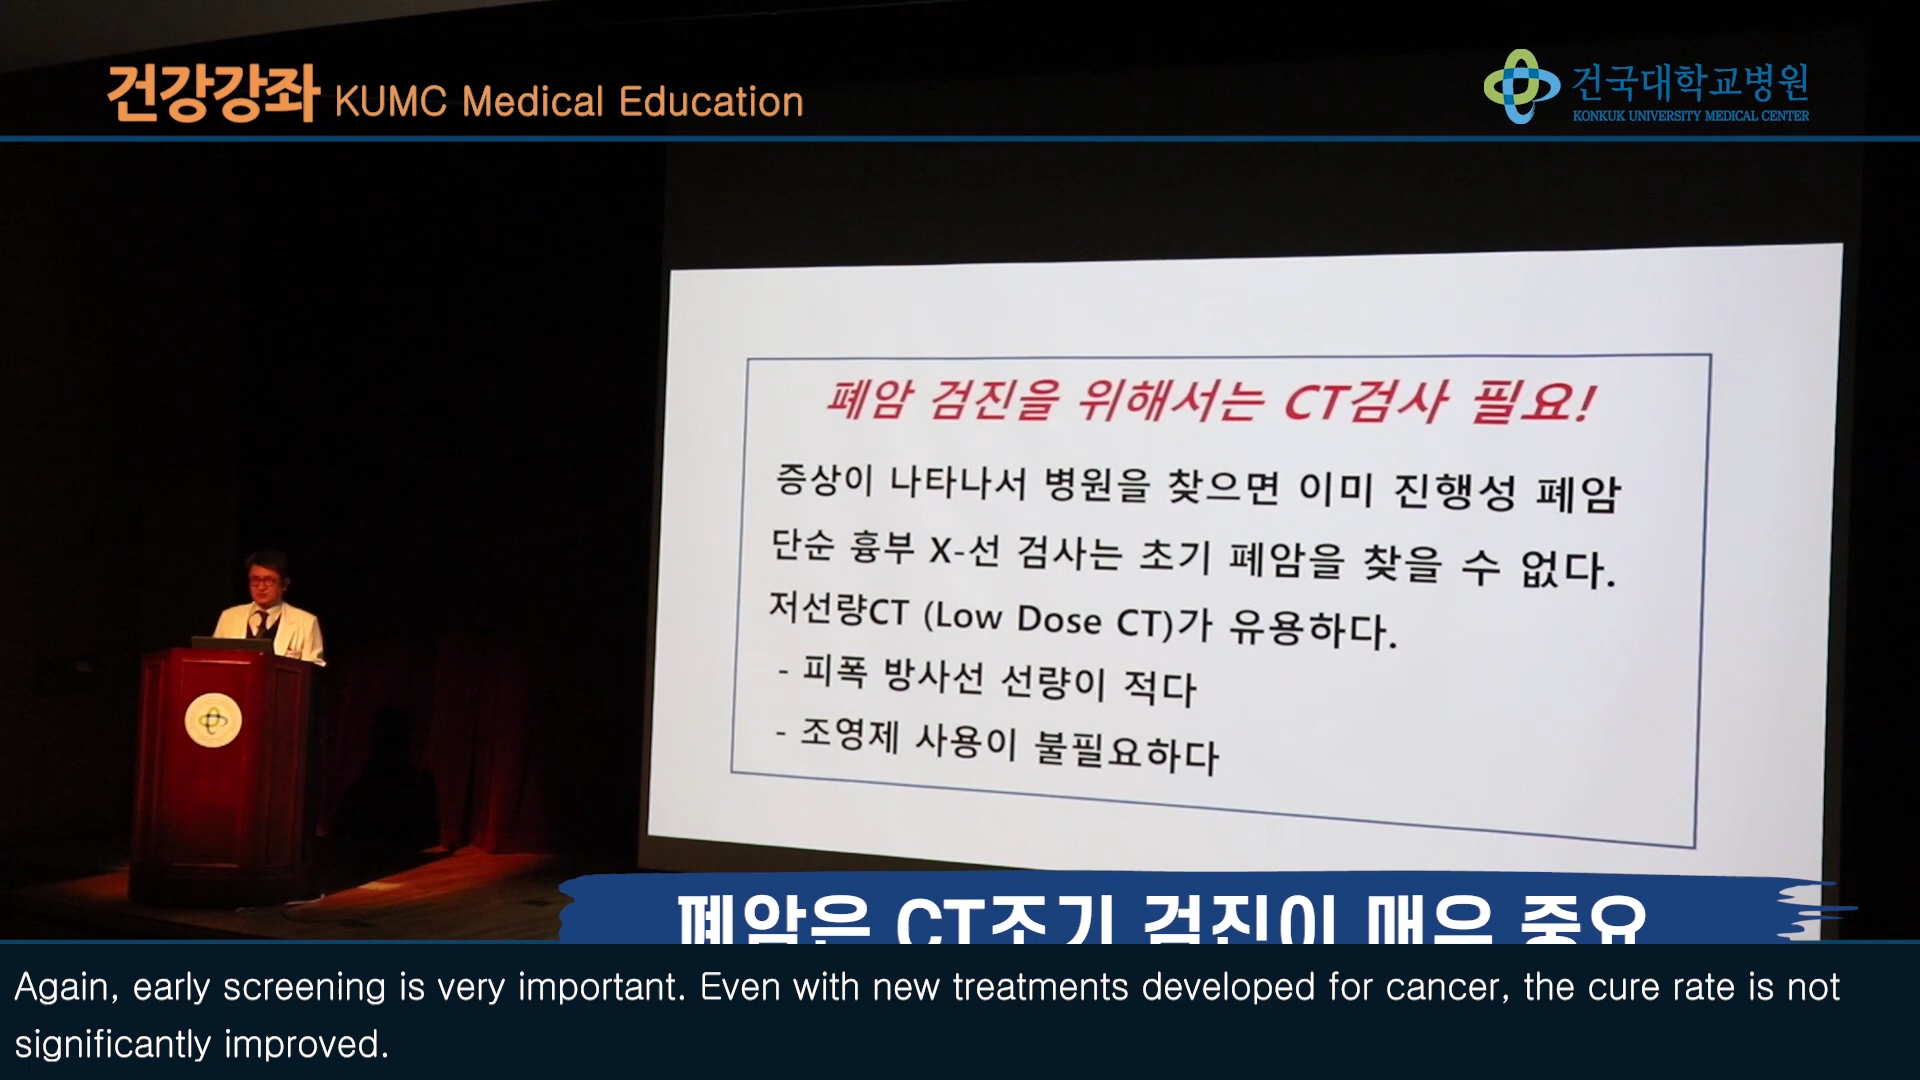 건강강좌 KUMC Medical Education
건국대학교병원
KONKUK UNIVERSITY MEDICAL CENTER
폐암 검진을 위해서는 CT검사 필요!
증상이 나타나서 병원을 찾으면 이미 진행성 폐암
단순 흉부 X-선 검사는 초기 폐암을 찾을 수 없다.
저선량CT (Low Dose CT)가 유용하다.
- 피폭 방사선 선량이 적다
- 조영제 사용이 불필요하다
폐암은 CT조기 검진이 매우 중요
Again, early screening is very important. Even with new treatments developed for cancer, the cure rate is not
significantly improved.